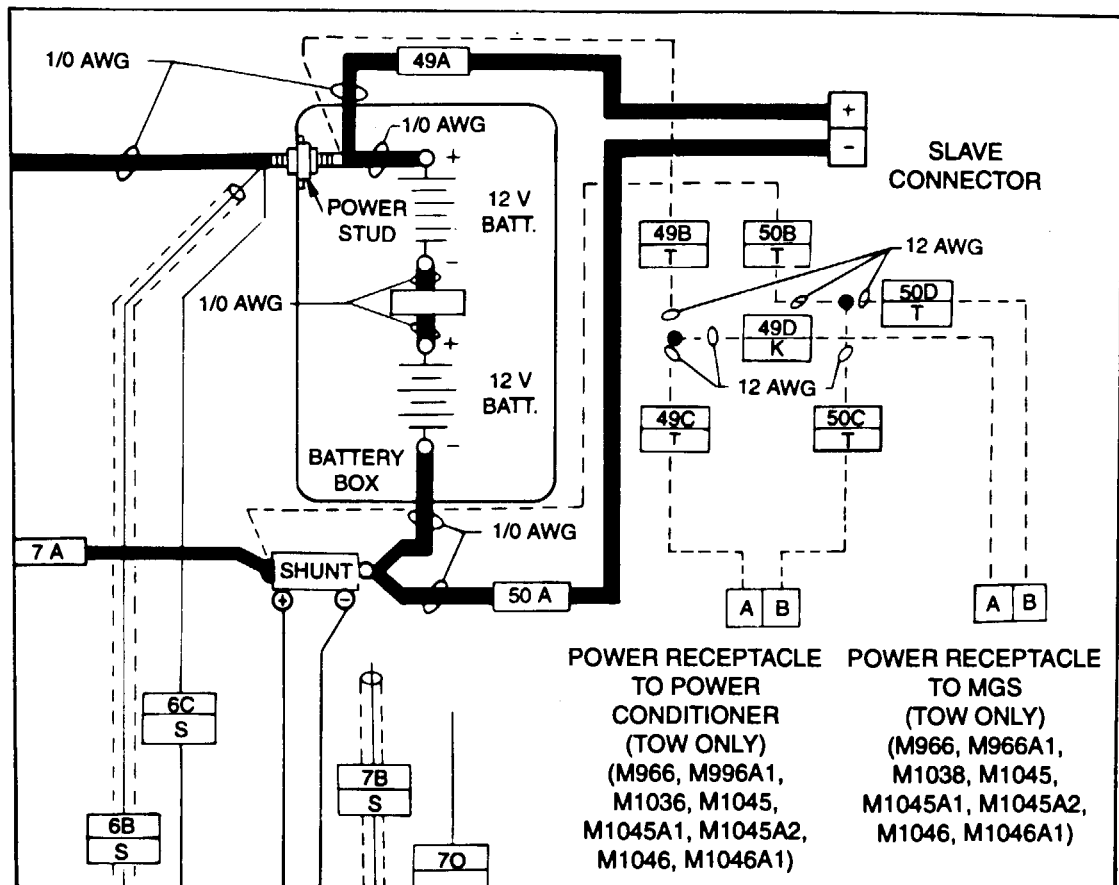 1/0 AWG
49A
1/0 AWG
+
-
SLAVE
CONNECTOR
+
POWER
STUD
12 V
BATT.
-
1/0 AWG
+
12 V
BATT.
-
BATTERY
BOX
49B
T
50B
T
12 AWG
50D
T
49D
K
12 AWG
49C
T
50C
T
1/0 AWG
7 A
SHUNT
+
-
50 A
A B
A B
POWER RECEPTACLE
TO POWER
CONDITIONER
(TOW ONLY)
(M966, M996A1,
M1036, M1045,
M1045A1, M1045A2,
M1046, M1046A1)
POWER RECEPTACLE
TO MGS
(TOW ONLY)
(M966, M966A1,
M1038, M1045,
M1045A1, M1045A2,
M1046, M1046A1)
6C
S
7B
S
6B
S
7O